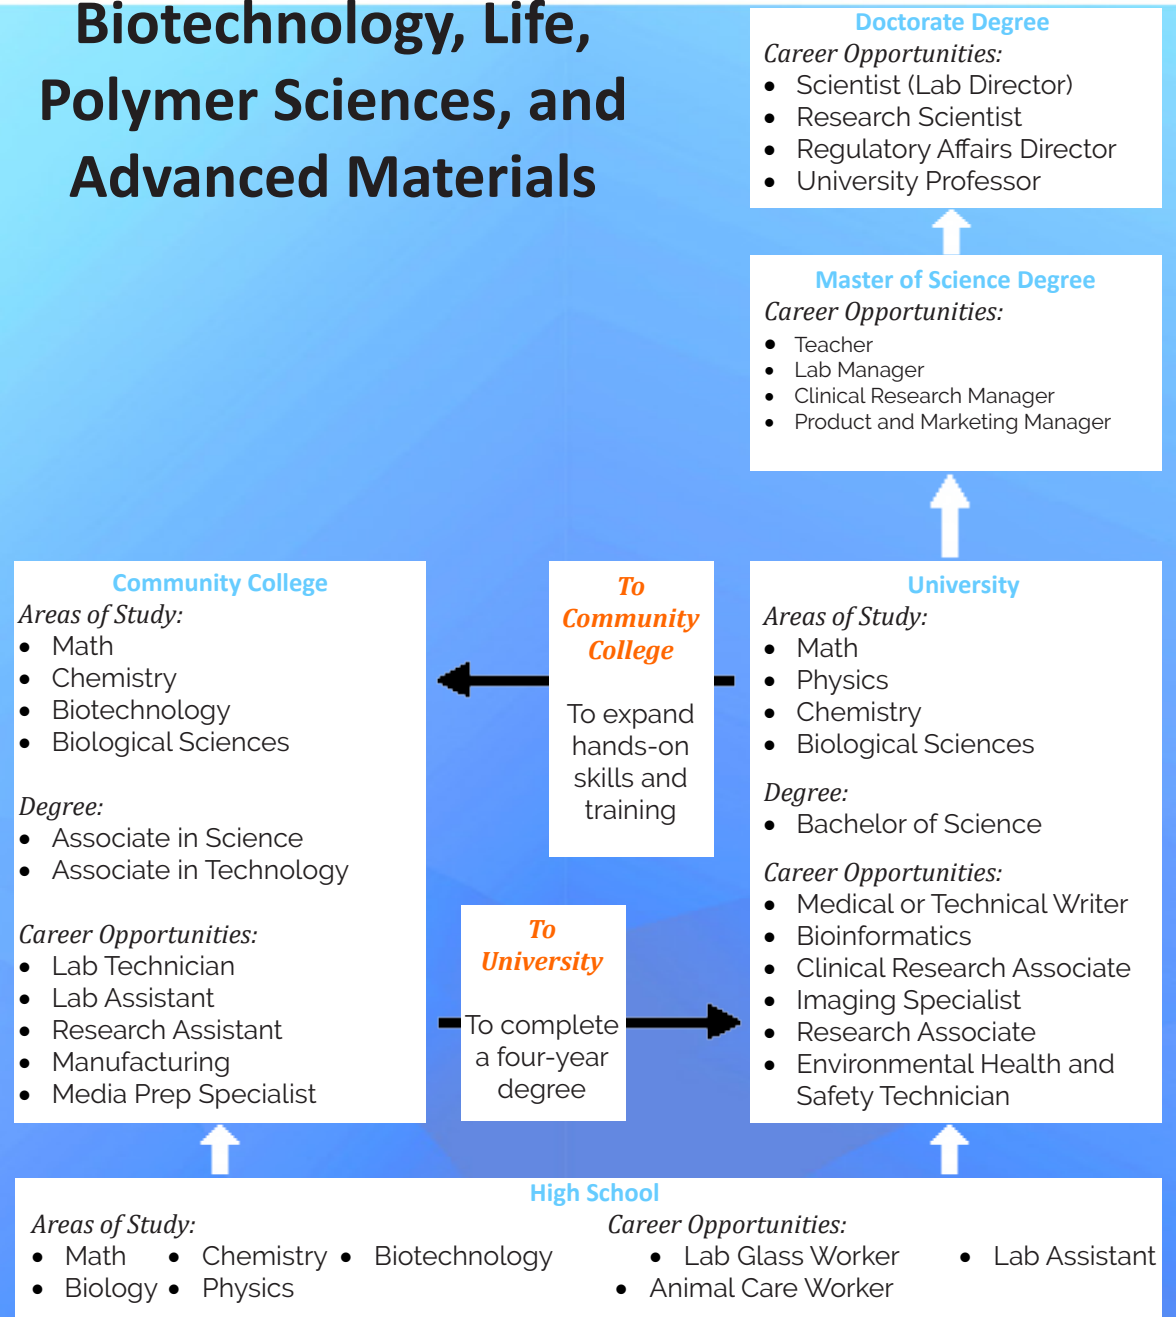 Biotechnology, Life,
Polymer Sciences, and
Advanced Materials
Doctorate Degree
Career Opportunities:
• Scientist (Lab Director)
• Research Scientist
• Regulatory Affairs Director
• University Professor
Master of Science Degree
Career Opportunities:
• Teacher
• Lab Manager
• Clinical Research Manager
• Product and Marketing Manager
Community College
Areas of Study:
• Math
• Chemistry
• Biotechnology
• Biological Sciences
Degree:
• Associate in Science
• Associate in Technology
Career Opportunities:
• Lab Technician
• Lab Assistant
• Research Assistant
• Manufacturing
• Media Prep Specialist
To
Community
College
To expand
hands-on
skills and
training
To
University
To complete
a four-year
degree
University
Areas of Study:
• Math
• Physics
• Chemistry
• Biological Sciences
Degree:
• Bachelor of Science
Career Opportunities:
• Medical or Technical Writer
• Bioinformatics
• Clinical Research Associate
• Imaging Specialist
• Research Associate
• Environmental Health and
Safety Technician
High School
Areas of Study:
• Math • Chemistry • Biotechnology
• Biology • Physics
Career Opportunities:
• Lab Glass Worker • Lab Assistant
• Animal Care Worker